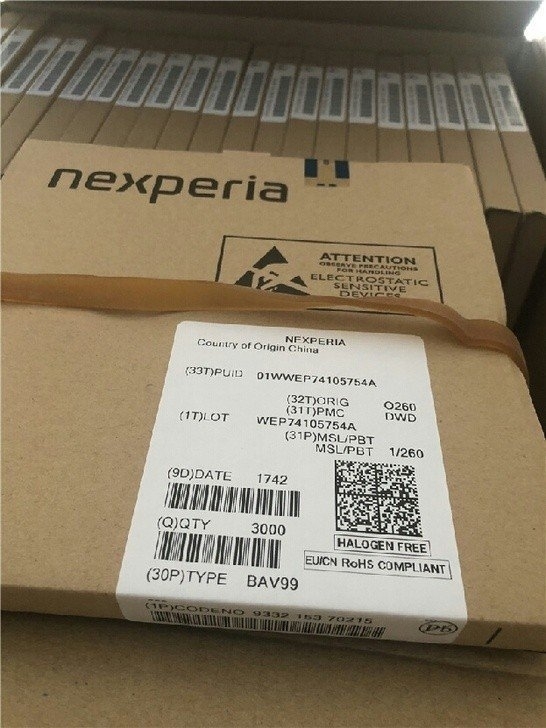 nexperia
ATTENTION
OBSERVE PRECAUTIONS
FOR HANDLING
ELECTROSTATIC
SENSITIVE
DEVICES
NEXPERIA
Country of Origin China
(33T)PUID 01WWEP74105754A
(32T)ORIG O260
(31T)PMC DWD
(1T)LOT WEP74105754A
(31P)MSL/PBT
MSL/PBT 1/260
(9D)DATE 1742
(Q)QTY 3000
HALOGEN FREE
EU/CN RoHS COMPLIANT
(30P)TYPE BAV99
(1P)CODENO 9332 153 70215